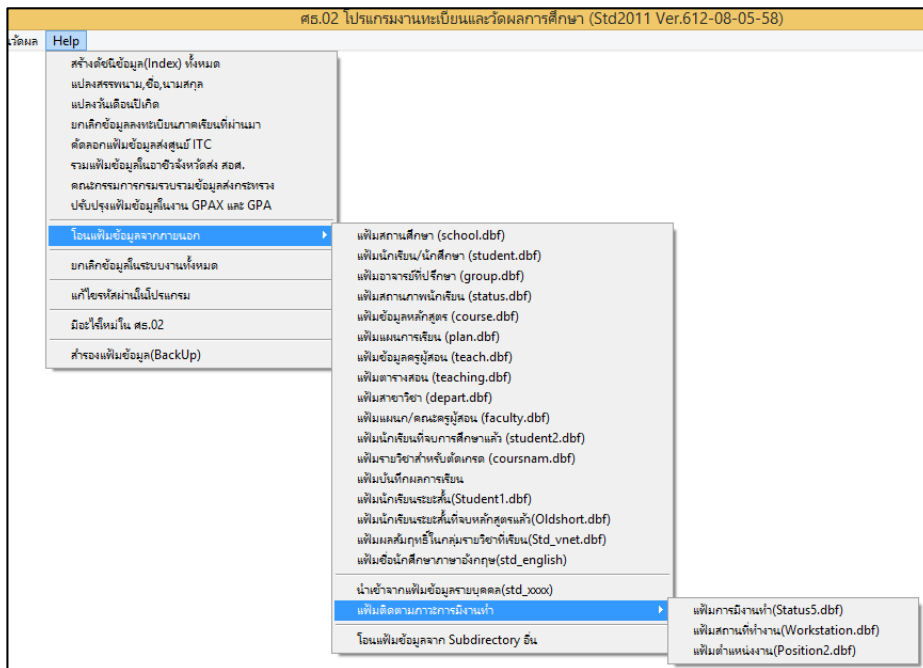 ศธ.02 โปรแกรมงานทะเบียนและวัดผลการศึกษา (Std2011 Ver.612-08-05-58)
นวัดผล Help
สร้างดัชนีข้อมูล(Index) ทั้งหมด
แปลงสรรพนาม,ชื่อ,นามสกุล
แปลงวันเดือนปีเกิด
ยกเลิกข้อมูลลงทะเบียนภาคเรียนที่ผ่านมา
คัดลอกแฟ้มข้อมูลส่งศูนย์ ITC
รวมแฟ้มข้อมูลในอาชีวจังหวัดส่ง สอศ.
คณะกรรมการกรมรวบรวมข้อมูลส่งกระทรวง
ปรับปรุงแฟ้มข้อมูลในงาน GPAX และ GPA
โอนแฟ้มข้อมูลจากภายนอก
ยกเลิกข้อมูลในระบบงานทั้งหมด
แก้ไขรหัสผ่านในโปรแกรม
มีอะไรใหม่ใน ศธ.02
สำรองแฟ้มข้อมูล(BackUp)
แฟ้มสถานศึกษา (school.dbf)
แฟ้มนักเรียน/นักศึกษา (student.dbf)
แฟ้มอาจารย์ที่ปรึกษา (group.dbf)
แฟ้มสถานภาพนักเรียน (status.dbf)
แฟ้มข้อมูลหลักสูตร (course.dbf)
แฟ้มแผนการเรียน (plan.dbf)
แฟ้มข้อมูลครูผู้สอน (teach.dbf)
แฟ้มตารางสอน (teaching.dbf)
แฟ้มสาขาวิชา (depart.dbf)
แฟ้มแผนก/คณะครูผู้สอน (faculty.dbf)
แฟ้มนักเรียนที่จบการศึกษาแล้ว (student2.dbf)
แฟ้มรายวิชาสำหรับตัดเกรด (coursnam.dbf)
แฟ้มบันทึกผลการเรียน
แฟ้มนักเรียนระยะสั้น(Student1.dbf)
แฟ้มนักเรียนระยะสั้นที่จบหลักสูตรแล้ว(Oldshort.dbf)
แฟ้มผลสัมฤทธิ์ในกลุ่มรายวิชาที่เรียน(Std_vnet.dbf)
แฟ้มชื่อนักศึกษาภาษาอังกฤษ(std_english)
นำเข้าจากแฟ้มข้อมูลรายบุคคล(std_xxxx)
แฟ้มติดตามภาวะการมีงานทำ
โอนแฟ้มข้อมูลจาก Subdirectory อื่น
แฟ้มการมีงานทำ(Status5.dbf)
แฟ้มสถานที่ทำงาน(Workstation.dbf)
แฟ้มตำแหน่งงาน(Position2.dbf)